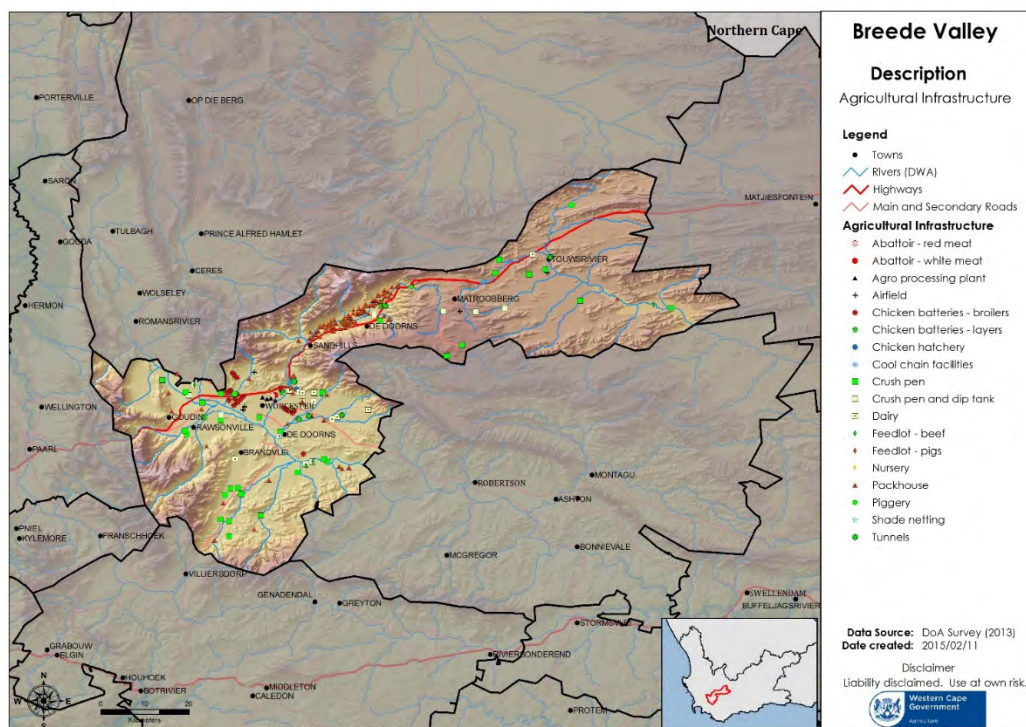 Northern Cape
PORTERVILLE
OP DIE BERG
SARON
MATJIESFONTEIN
TULBAGH
PRINCE ALFRED HAMLET
GOUDA
TOUWSRIVIER
CERES
WOLSELEY
MATROOSBERG
HERMON
ROMANSRIVER
DE DOORNS
SANDHILLS
WELLINGTON
WORCESTER
GOUDIN
RAWSONVILLE
DE DOORNS
PAARL
BRANDVLEI
MONTAGU
ROBERTSON
ASHTON
PNIEL
KYLEMORE
FRANSCHHOEK
BONNIEVALE
MCGREGOR
VILLIERSDORP
SWELLENDAM
GENADENDAL
BUFFELJAGSRIVIER
GREYTON
GRABOUW
ELGIN
RIVIERSONDEREND
HOUHOEK
MIDDLETON
BOTRIVIER
CALEDON
PROTEM
W
E
N
S
0
5
10
20
Kilometers
Breede Valley
Description
Agricultural Infrastructure
Legend
Towns
Rivers (DWA)
Highways
Main and Secondary Roads
Agricultural Infrastructure
Abattoir - red meat
Abattoir - white meat
Agro processing plant
Airfield
Chicken batteries - broilers
Chicken batteries - layers
Chicken hatchery
Cool chain facilities
Crush pen
Crush pen and dip tank
Dairy
Feedlot - beef
Feedlot - pigs
Nursery
Packhouse
Piggery
Shade netting
Tunnels
Data Source: DoA Survey (2013)
Date created: 2015/02/11
Disclaimer
Liability disclaimed. Use at own risk.
Western Cape
Government
Agriculture